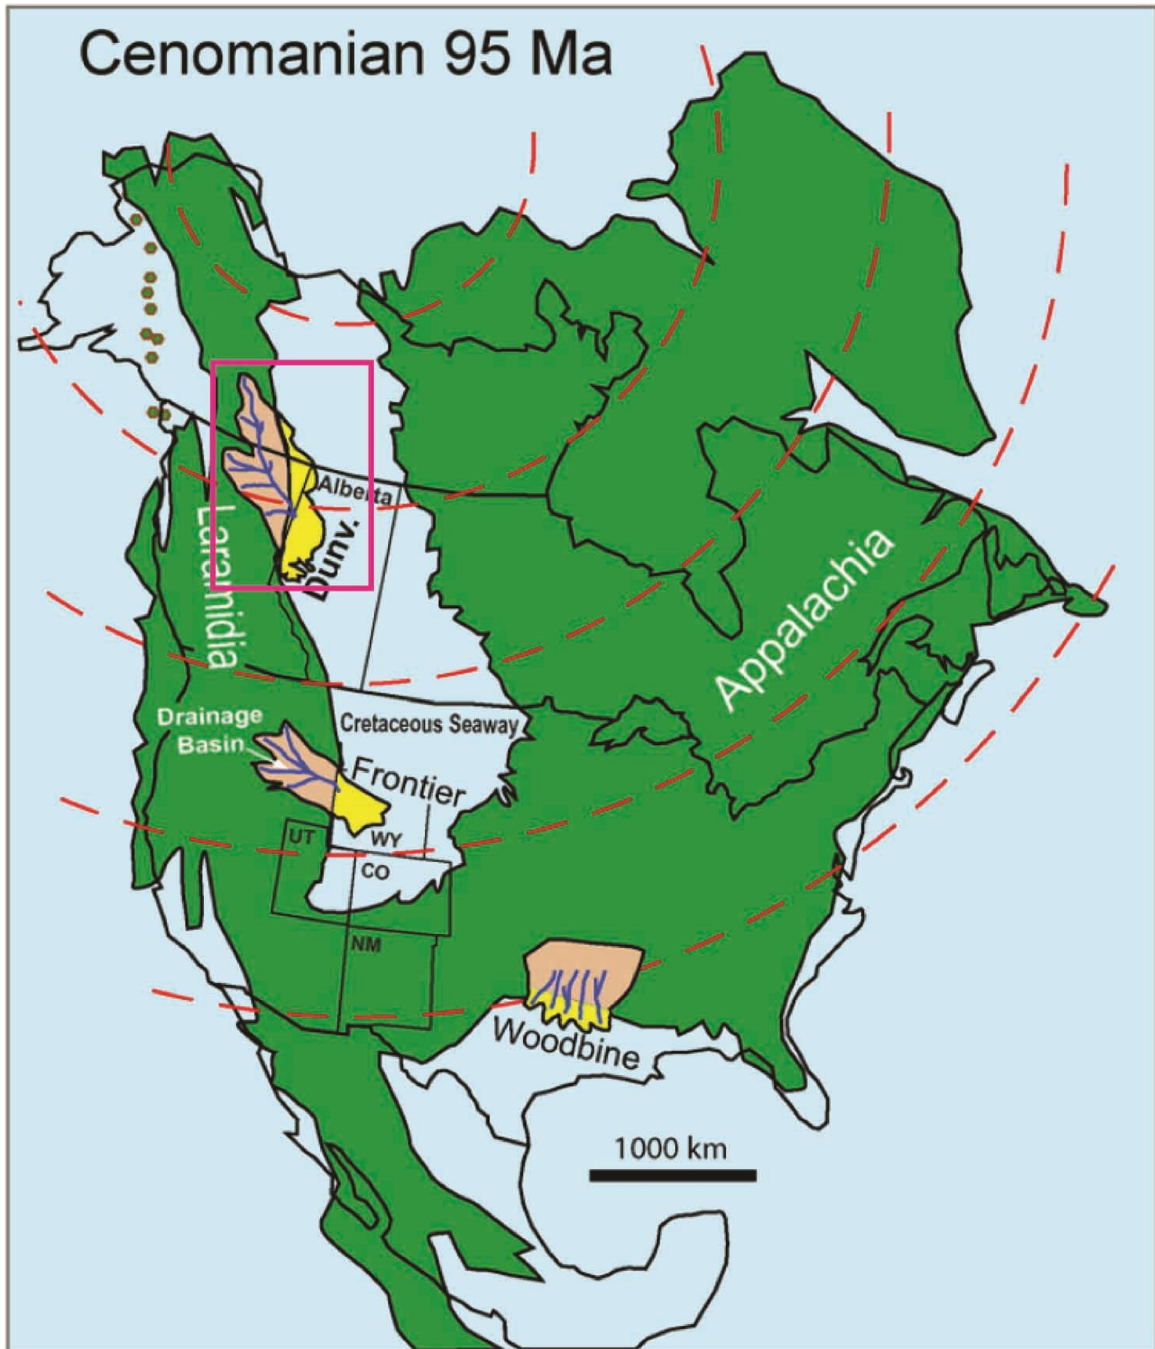 Cenomanian 95 Ma
Alberta
Dunv.
Laramidia
Appalachia
Drainage
Basin
Cretaceous Seaway
Frontier
UT
WY
CO
NM
Woodbine
1000 km